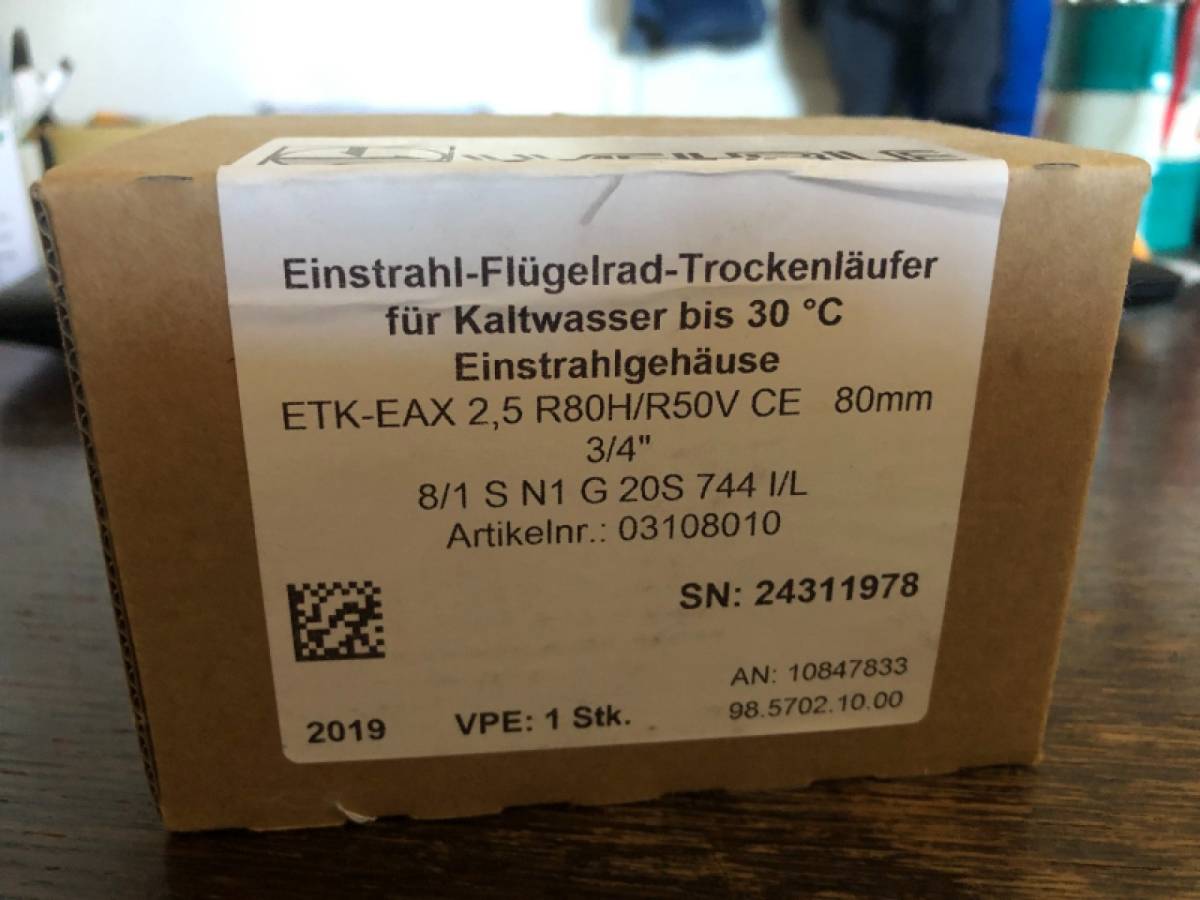 Einstrahl-Flügelrad-Trockenläufer
für Kaltwasser bis 30 °C
Einstrahlgehäuse
ETK-EAX 2,5 R80H/R50V CE 80mm
3/4"
8/1 S N1 G 20S 744 I/L
Artikelnr.: 03108010
SN: 24311978
AN: 10847833
98.5702.10.00
2019 VPE: 1 Stk.